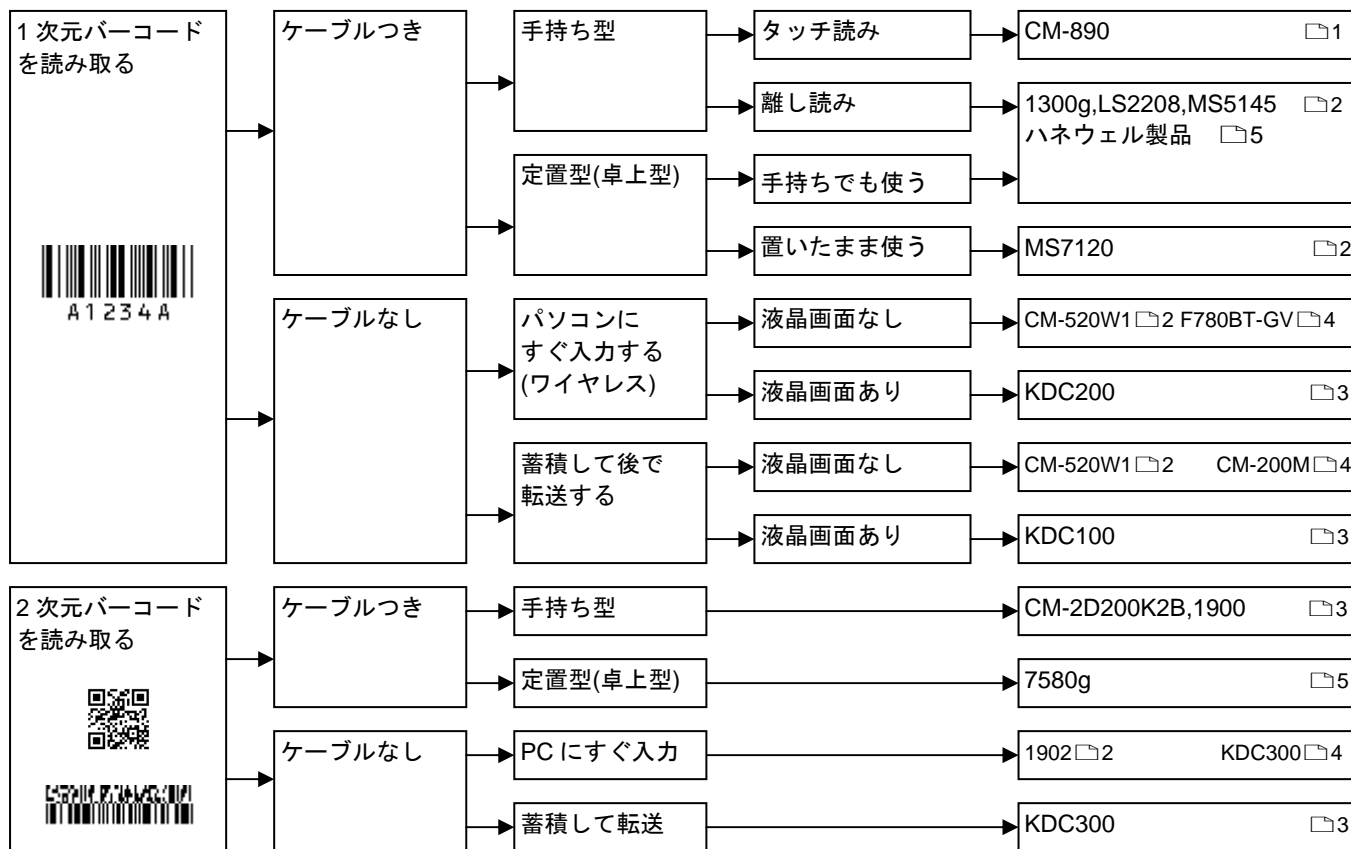 1 次元バーコード
を読み取る
A1234A
ケーブルつき
手持ち型
タッチ読み
CM-890 1
離し読み
1300g,LS2208,MS5145 2
ハネウェル製品 5
定置型(卓上型)
手持ちでも使う
置いたまま使う
MS7120 2
ケーブルなし
パソコンに
すぐ入力する
(ワイヤレス)
液晶画面なし
CM-520W1 2 F780BT-GV 4
液晶画面あり
KDC200 3
蓄積して後で
転送する
液晶画面なし
CM-520W1 2 CM-200M 4
液晶画面あり
KDC100 3
2 次元バーコード
を読み取る
ケーブルつき
手持ち型
CM-2D200K2B,1900 3
定置型(卓上型)
7580g 5
ケーブルなし
PC にすぐ入力
1902 2 KDC300 4
蓄積して転送
KDC300 3